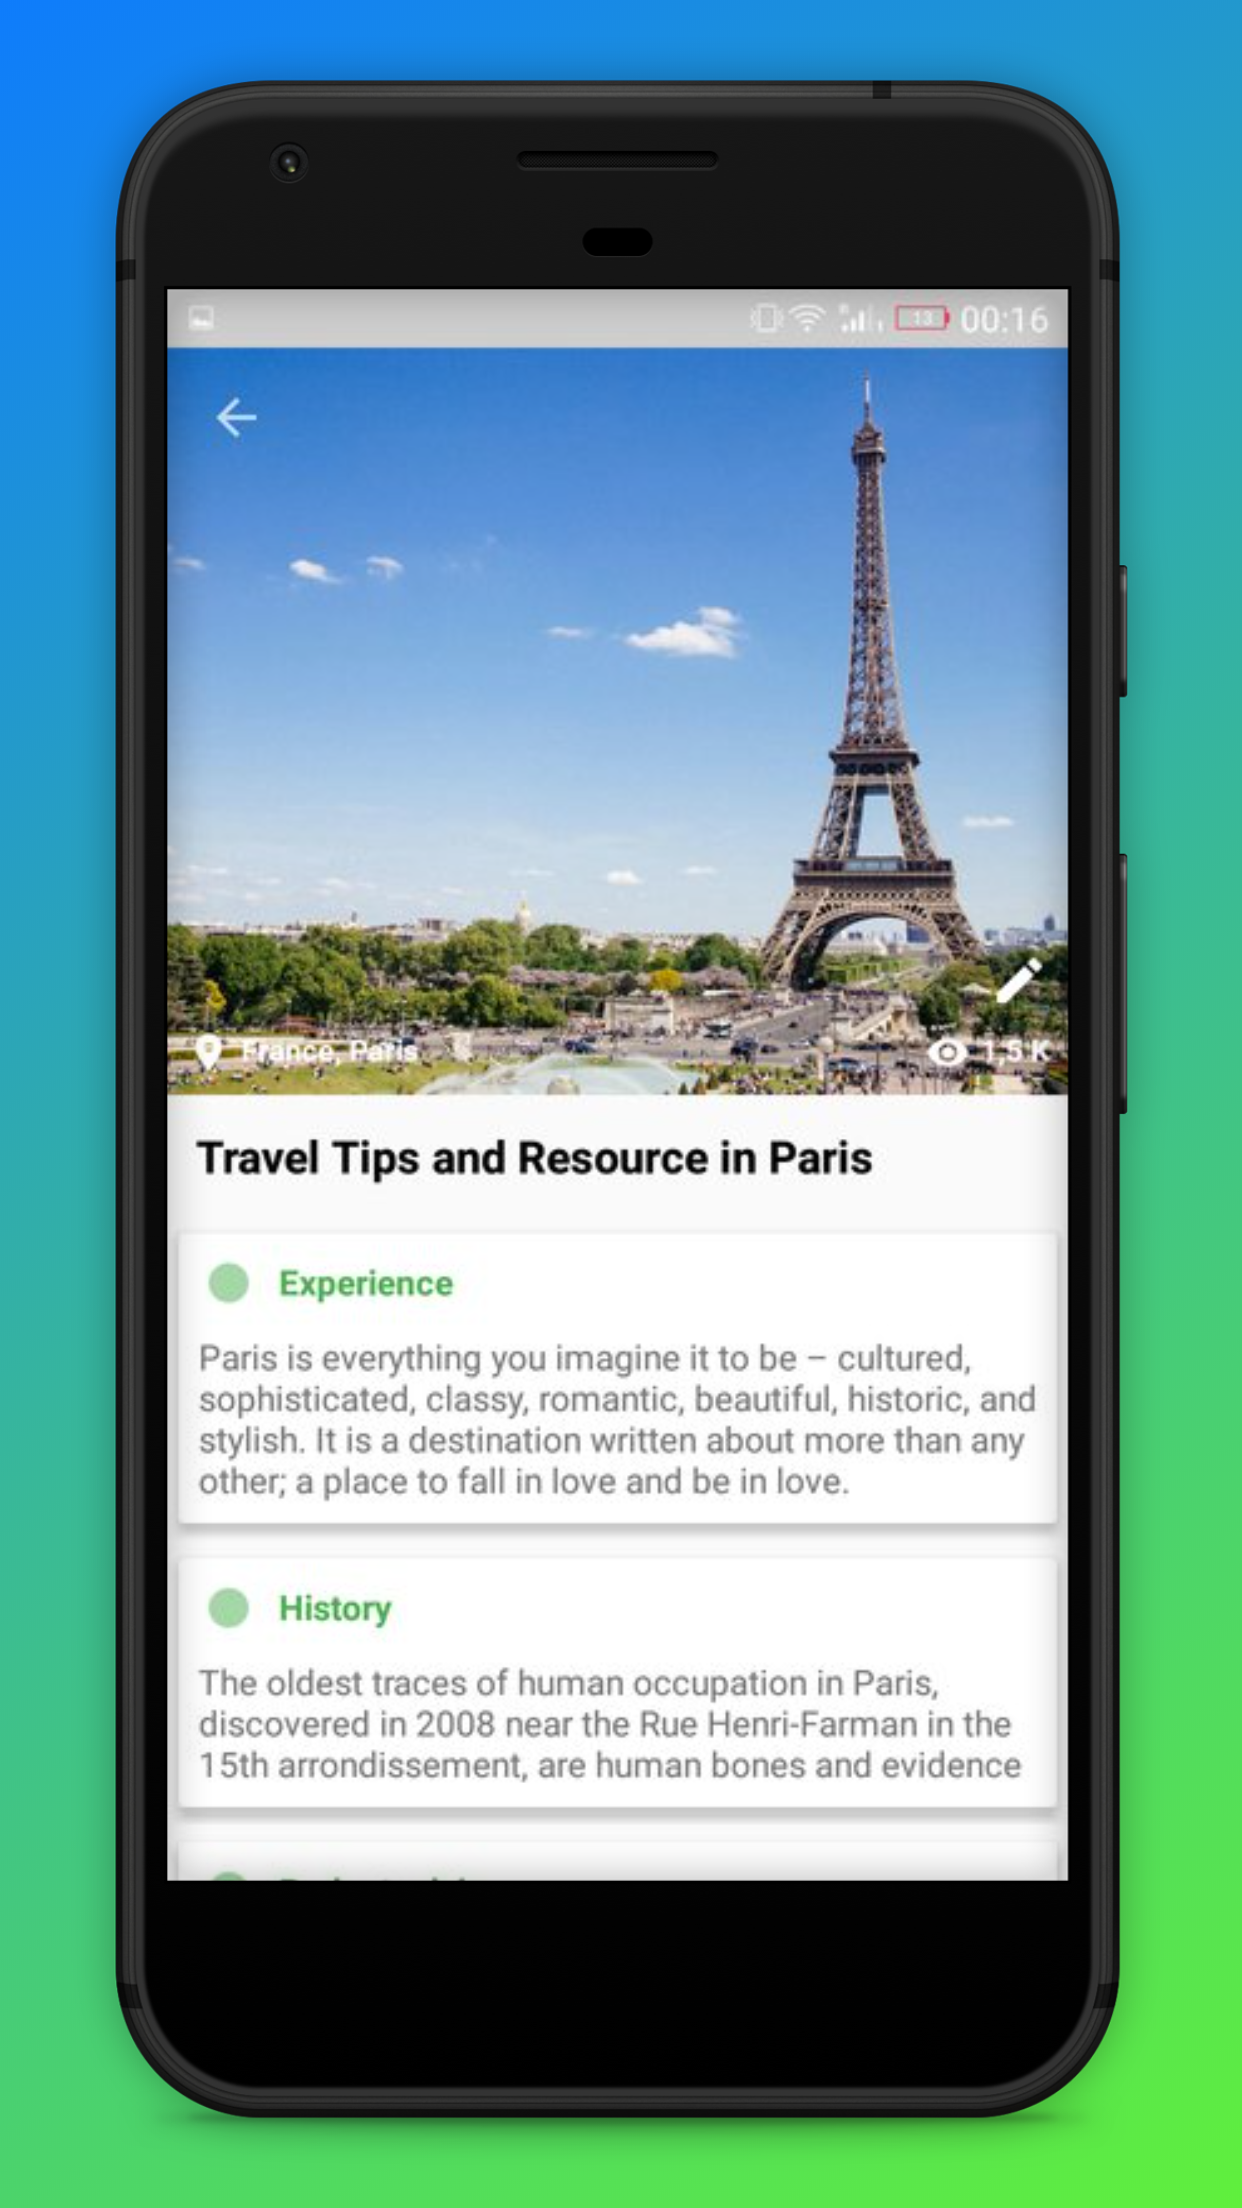 13 00:16
France, Paris
1,5 K
Travel Tips and Resource in Paris
Experience
Paris is everything you imagine it to be – cultured,
sophisticated, classy, romantic, beautiful, historic, and
stylish. It is a destination written about more than any
other; a place to fall in love and be in love.
History
The oldest traces of human occupation in Paris,
discovered in 2008 near the Rue Henri-Farman in the
15th arrondissement, are human bones and evidence